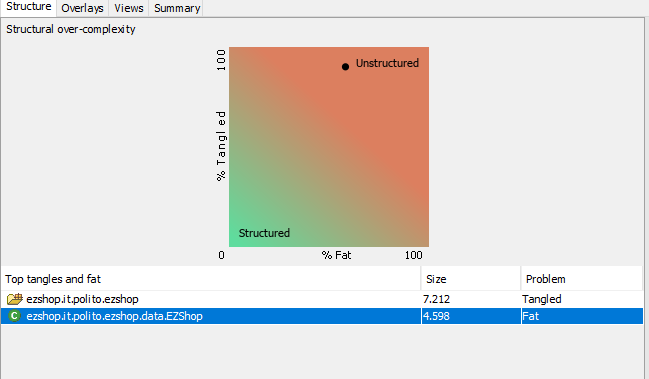 Structure Overlays Views Summary
Structural over-complexity
100
Unstructured
% Tangled
Structured
0 % Fat 100
Top tangles and fat Size Problem
ezshop.it.polito.ezshop 7.212 Tangled
C ezshop.it.polito.ezshop.data.EZShop 4.598 Fat